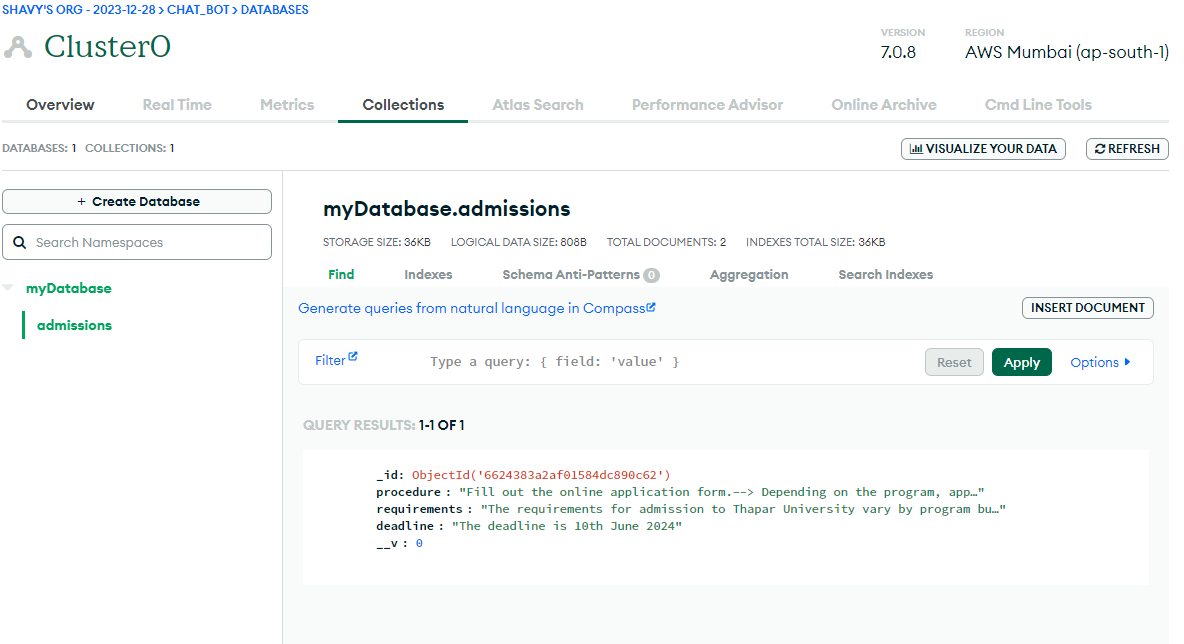 SHAVY'S ORG - 2023-12-28 > CHAT_BOT > DATABASES
Cluster0
VERSION
7.0.8
REGION
AWS Mumbai (ap-south-1)
Overview Real Time Metrics Collections Atlas Search Performance Advisor Online Archive Cmd Line Tools
DATABASES: 1 COLLECTIONS: 1
VISUALIZE YOUR DATA
REFRESH
+ Create Database
Search Namespaces
myDatabase
admissions
myDatabase.admissions
STORAGE SIZE: 36KB LOGICAL DATA SIZE: 808B TOTAL DOCUMENTS: 2 INDEXES TOTAL SIZE: 36KB
Find Indexes Schema Anti-Patterns 0 Aggregation Search Indexes
Generate queries from natural language in Compass
INSERT DOCUMENT
Filter Type a query: { field: 'value' } Reset Apply Options
QUERY RESULTS: 1-1 OF 1
_id: ObjectId('6624383a2af01584dc890c62')
procedure : "Fill out the online application form.--> Depending on the program, app…"
requirements : "The requirements for admission to Thapar University vary by program bu…"
deadline : "The deadline is 10th June 2024"
__v : 0